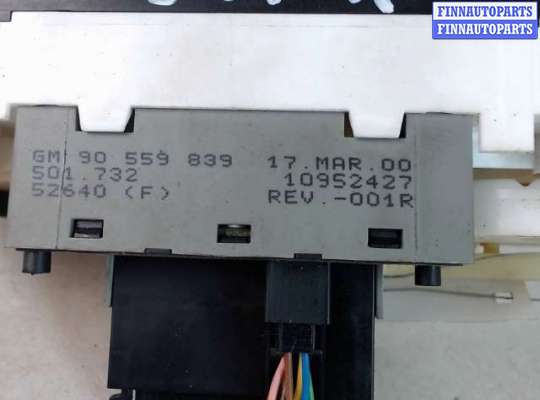 FINNAUTOPARTS
FINNAUTOPARTS
GM 90 559 839 17.MAR.00
501.732 10952427
52640 (F) REV.-001R